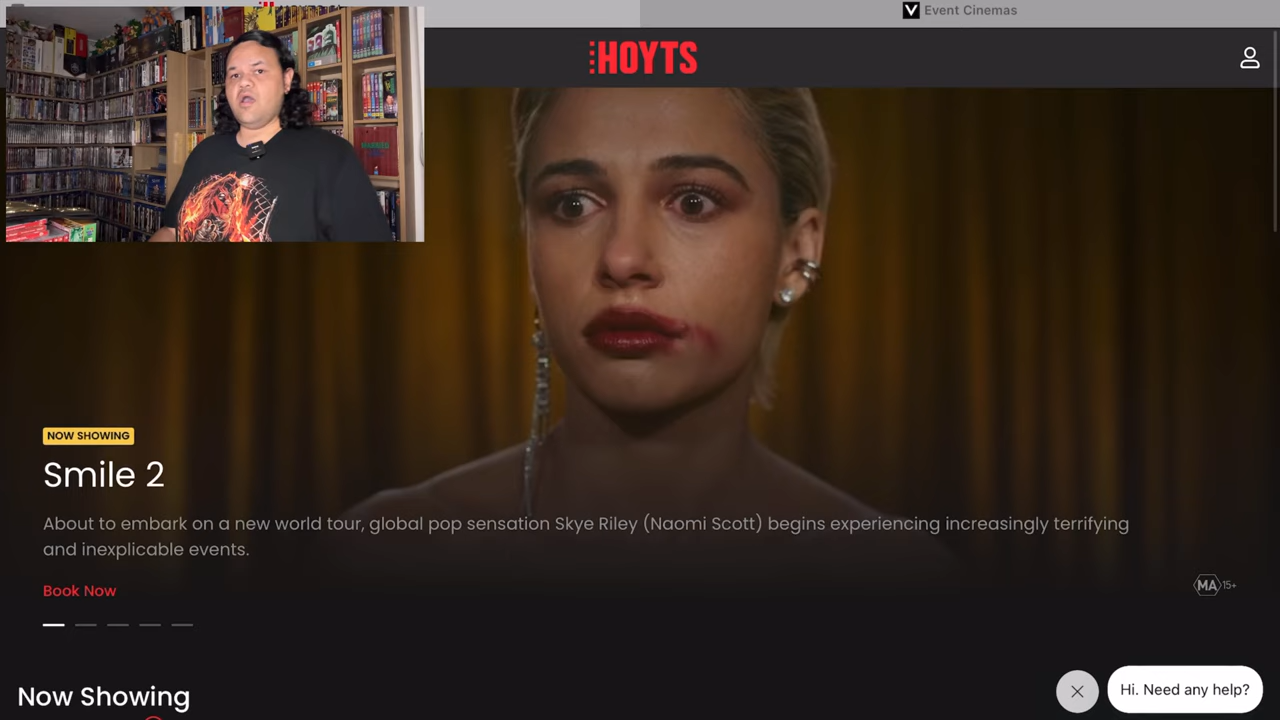 Event Cinemas
HOYTS
NOW SHOWING
Smile 2
About to embark on a new world tour, global pop sensation Skye Riley (Naomi Scott) begins experiencing increasingly terrifying
and inexplicable events.
Book Now
MA 15+
Now Showing
Hi. Need any help?